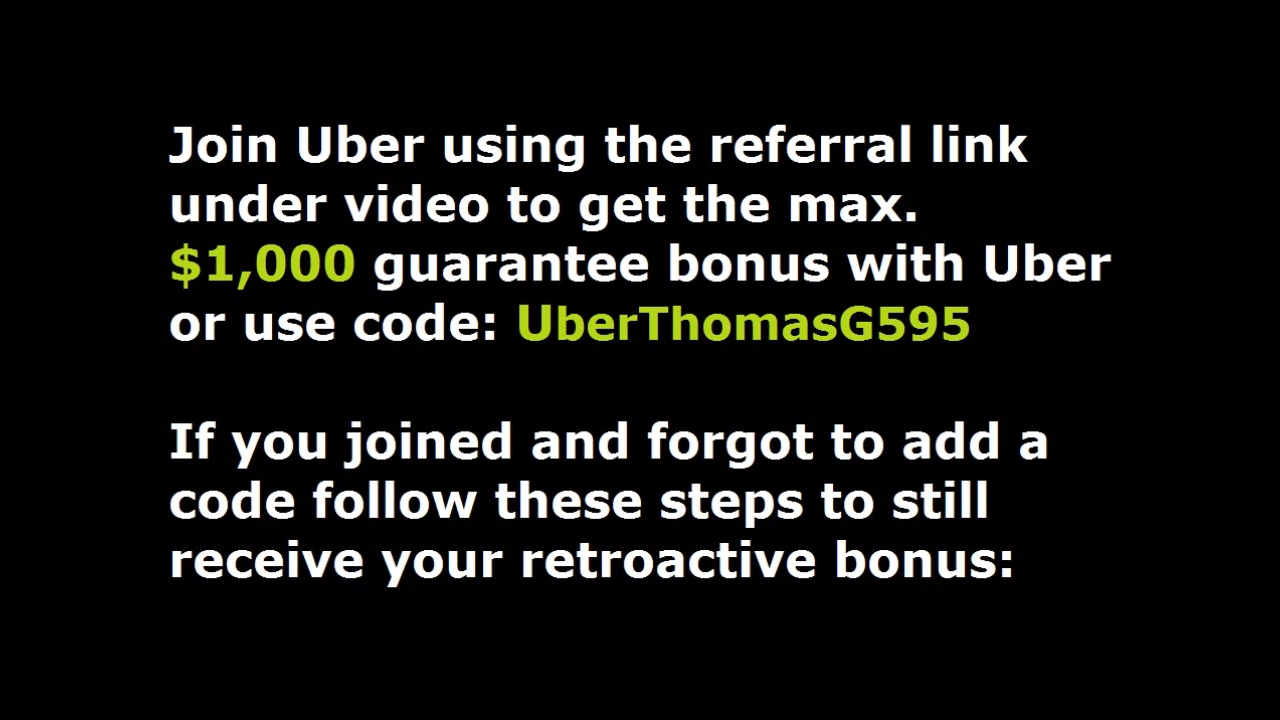 Join Uber using the referral link
under video to get the max.
$1,000 guarantee bonus with Uber
or use code: UberThomasG595
If you joined and forgot to add a
code follow these steps to still
receive your retroactive bonus: